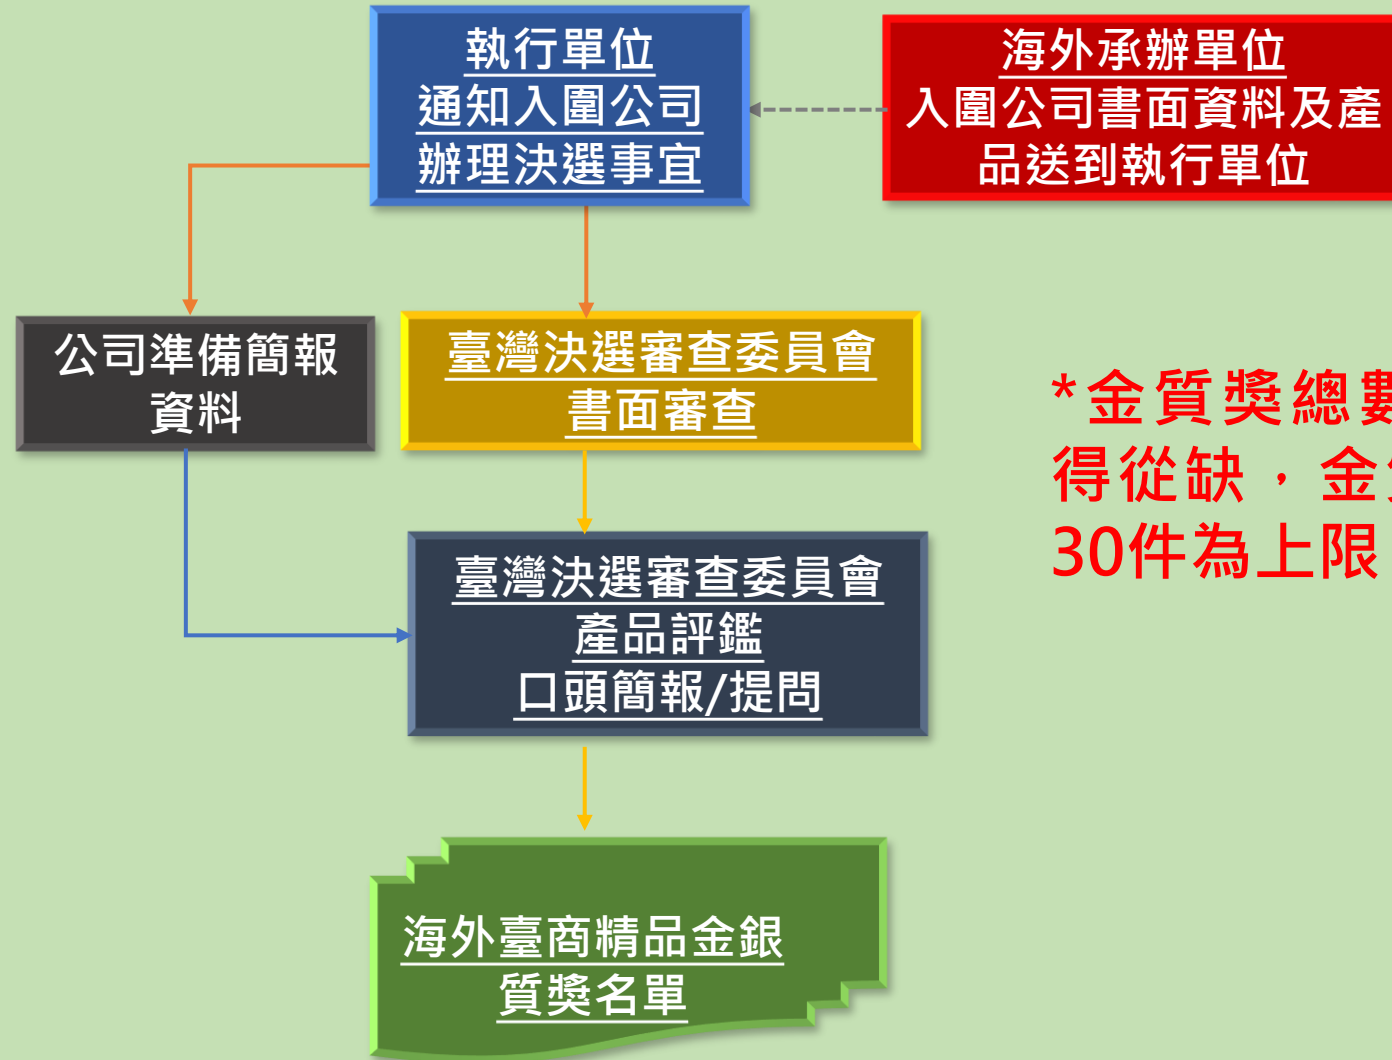 執行單位
通知入圍公司
辦理決選事宜
海外承辦單位
入圍公司書面資料及產
品送到執行單位
公司準備簡報
資料
臺灣決選審查委員會
書面審查
*金質獎總數
得從缺，金質
30件為上限
臺灣決選審查委員會
產品評鑑
口頭簡報/提問
海外臺商精品金銀
質獎名單